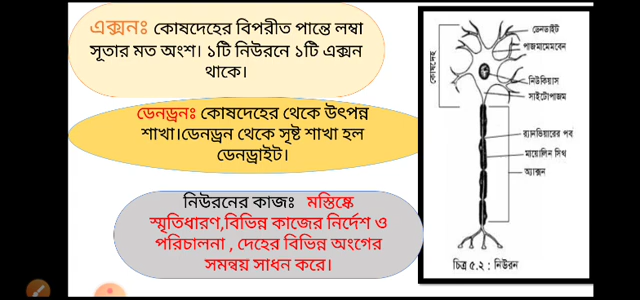 এক্সনঃ কোষদেহের বিপরীত পান্তে লম্বা
সূতার মত অংশ। ১টি নিউরনে ১টি এক্সন
থাকে।
ডেনড্রনঃ কোষদেহের থেকে উৎপন্ন
শাখা।ডেনড্রন থেকে সৃষ্ট শাখা হল
ডেনড্রাইট।
নিউরনের কাজঃ মস্তিষ্কে
স্মৃতিধারণ,বিভিন্ন কাজের নির্দেশ ও
পরিচালনা , দেহের বিভিন্ন অংগের
সমন্বয় সাধন করে।
কোষদেহ
ডেনড্রাইট
প্লাজমামেমব্রেন
নিউক্লিয়াস
সাইটোপ্লাজম
র‍্যানভিয়ারের পর্ব
মায়োলিন সিথ
অ্যাক্সন
চিত্র ৫.২ : নিউরন